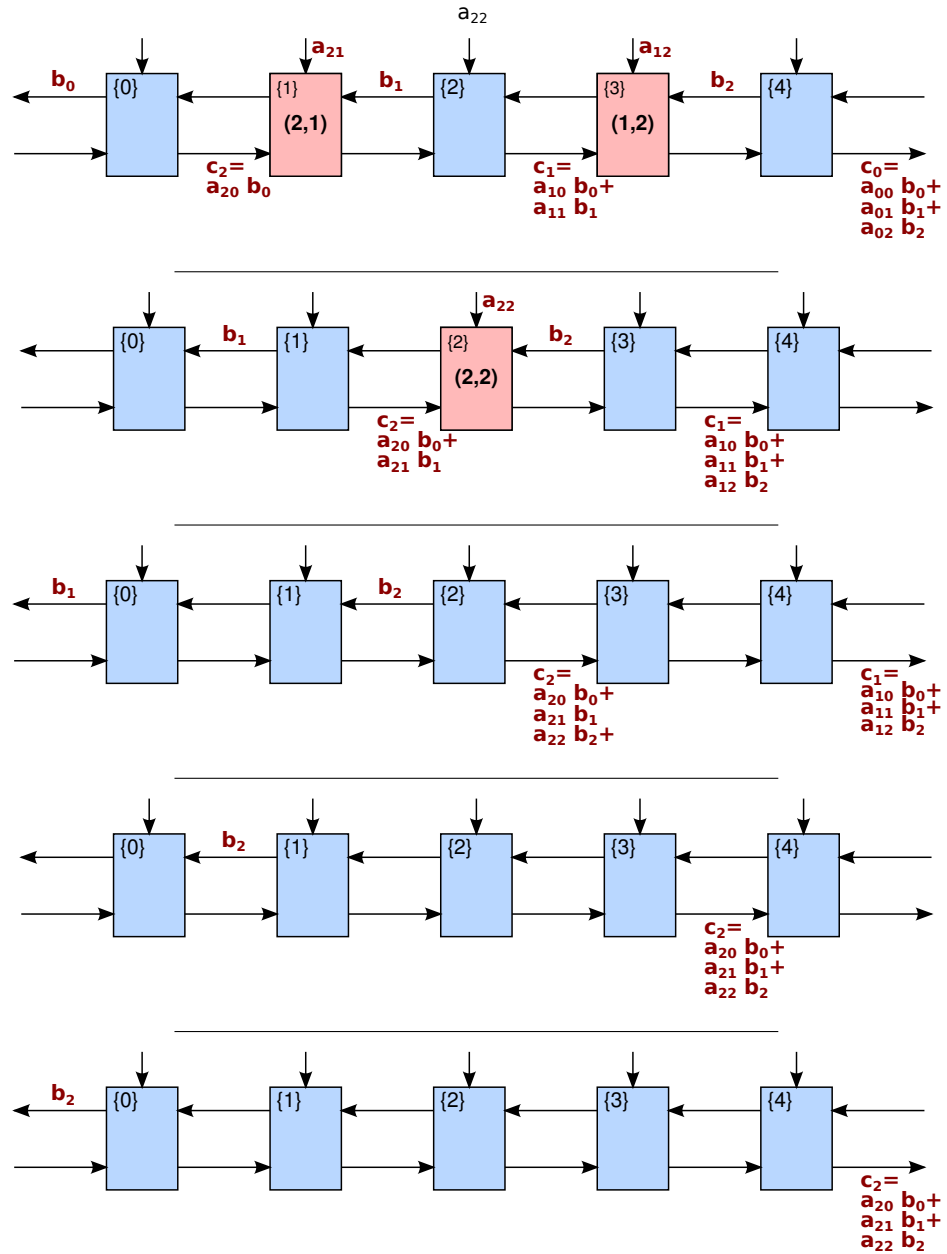 a₂₂
a₂₁ a₁₂
b₀ {0} {1} b₁ {2} {3} b₂ {4}
(2,1) (1,2)
c₂= c₁= c₀=
a₂₀ b₀ a₁₀ b₀+ a₀₀ b₀+
a₁₁ b₁ a₀₁ b₁+
a₀₂ b₂
a₂₂
{0} b₁ {1} {2} b₂ {3} {4}
(2,2)
c₂= c₁=
a₂₀ b₀+ a₁₀ b₀+
a₂₁ b₁ a₁₁ b₁+
a₁₂ b₂
b₁ {0} {1} b₂ {2} {3} {4}
c₂= c₁=
a₂₀ b₀+ a₁₀ b₀+
a₂₁ b₁ a₁₁ b₁+
a₂₂ b₂+ a₁₂ b₂
{0} b₂ {1} {2} {3} {4}
c₂=
a₂₀ b₀+
a₂₁ b₁+
a₂₂ b₂
b₂ {0} {1} {2} {3} {4}
c₂=
a₂₀ b₀+
a₂₁ b₁+
a₂₂ b₂